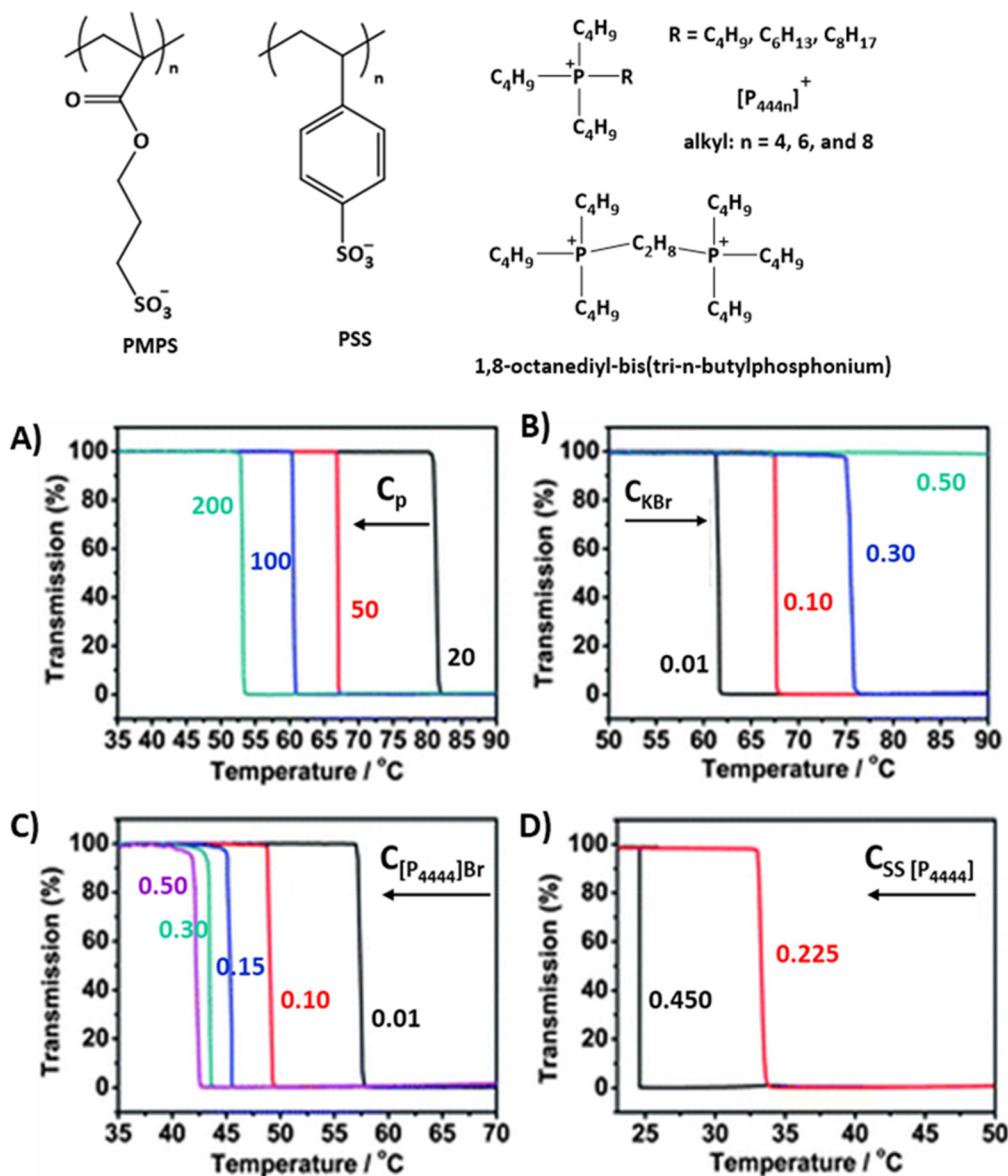 n
n
O
O
SO₃⁻
SO₃⁻
PMPS
PSS
C₄H₉
C₄H₉ P⁺ R
C₄H₉
R = C₄H₉, C₆H₁₃, C₈H₁₇
[P₄₄₄ₙ]⁺
alkyl: n = 4, 6, and 8
C₄H₉ C₄H₉
C₄H₉ P⁺ C₂H₈ P⁺ C₄H₉
C₄H₉ C₄H₉
1,8-octanediyl-bis(tri-n-butylphosphonium)
A)
Transmission (%)
100
80
60
40
20
0
200
100
50
20
Cₚ
35 40 45 50 55 60 65 70 75 80 85 90
Temperature / °C
B)
Transmission (%)
100
80
60
40
20
0
C_KBr
0.50
0.30
0.10
0.01
50 55 60 65 70 75 80 85 90
Temperature / °C
C)
Transmission (%)
100
80
60
40
20
0
C[P₄₄₄₄]Br
0.50
0.30
0.15
0.10
0.01
35 40 45 50 55 60 65 70
Temperature / °C
D)
Transmission (%)
100
80
60
40
20
0
C_SS [P₄₄₄₄]
0.225
0.450
25 30 35 40 45 50
Temperature / °C